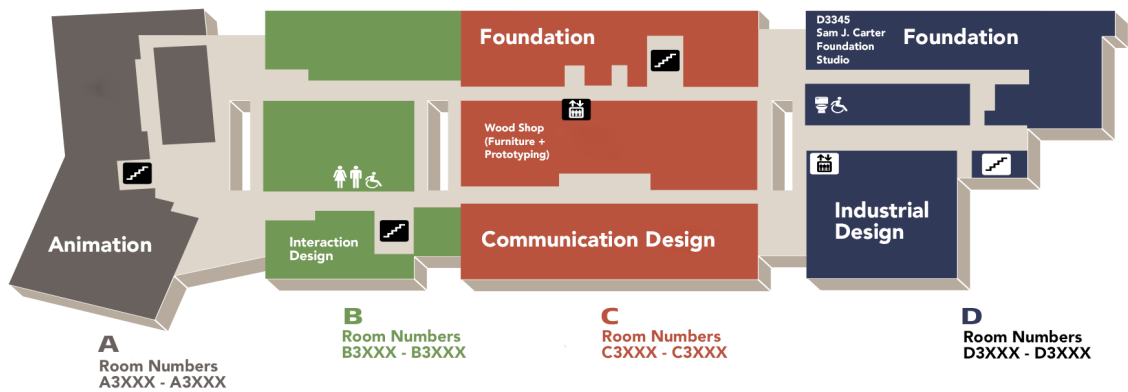 Foundation
D3345
Sam J. Carter
Foundation
Studio
Foundation
Wood Shop
(Furniture +
Prototyping)
Animation
Interaction
Design
Communication Design
Industrial
Design
A
Room Numbers
A3XXX - A3XXX
B
Room Numbers
B3XXX - B3XXX
C
Room Numbers
C3XXX - C3XXX
D
Room Numbers
D3XXX - D3XXX